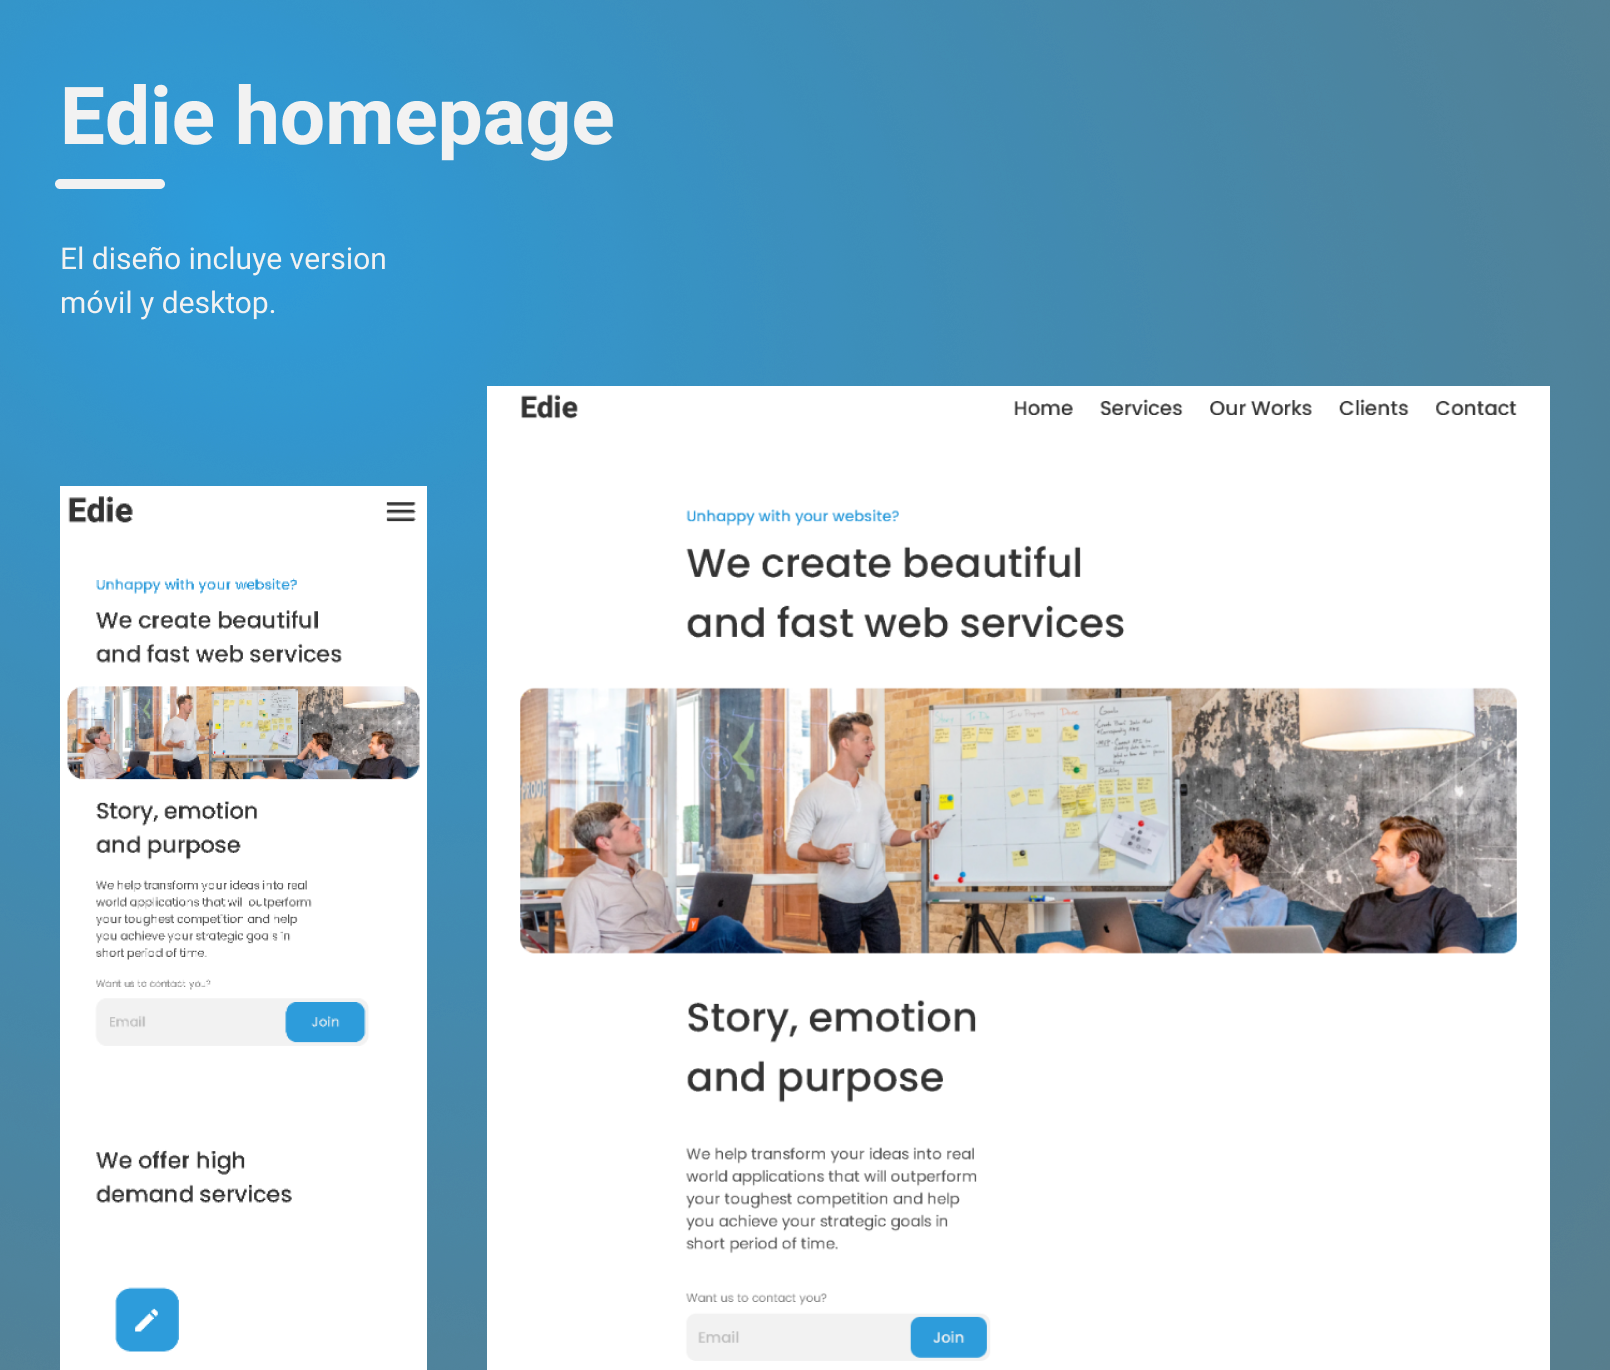 Edie homepage
El diseño incluye version
móvil y desktop.
Edie
Unhappy with your website?
We create beautiful
and fast web services
Story, emotion
and purpose
We help transform your ideas into real
world applications that will outperform
your toughest competition and help
you achieve your strategic goals in
short period of time.
Want us to contact you?
Email
Join
We offer high
demand services
Edie
Home Services Our Works Clients Contact
Unhappy with your website?
We create beautiful
and fast web services
To Do
In Progress
Done
Goals
Story, emotion
and purpose
We help transform your ideas into real
world applications that will outperform
your toughest competition and help
you achieve your strategic goals in
short period of time.
Want us to contact you?
Email
Join